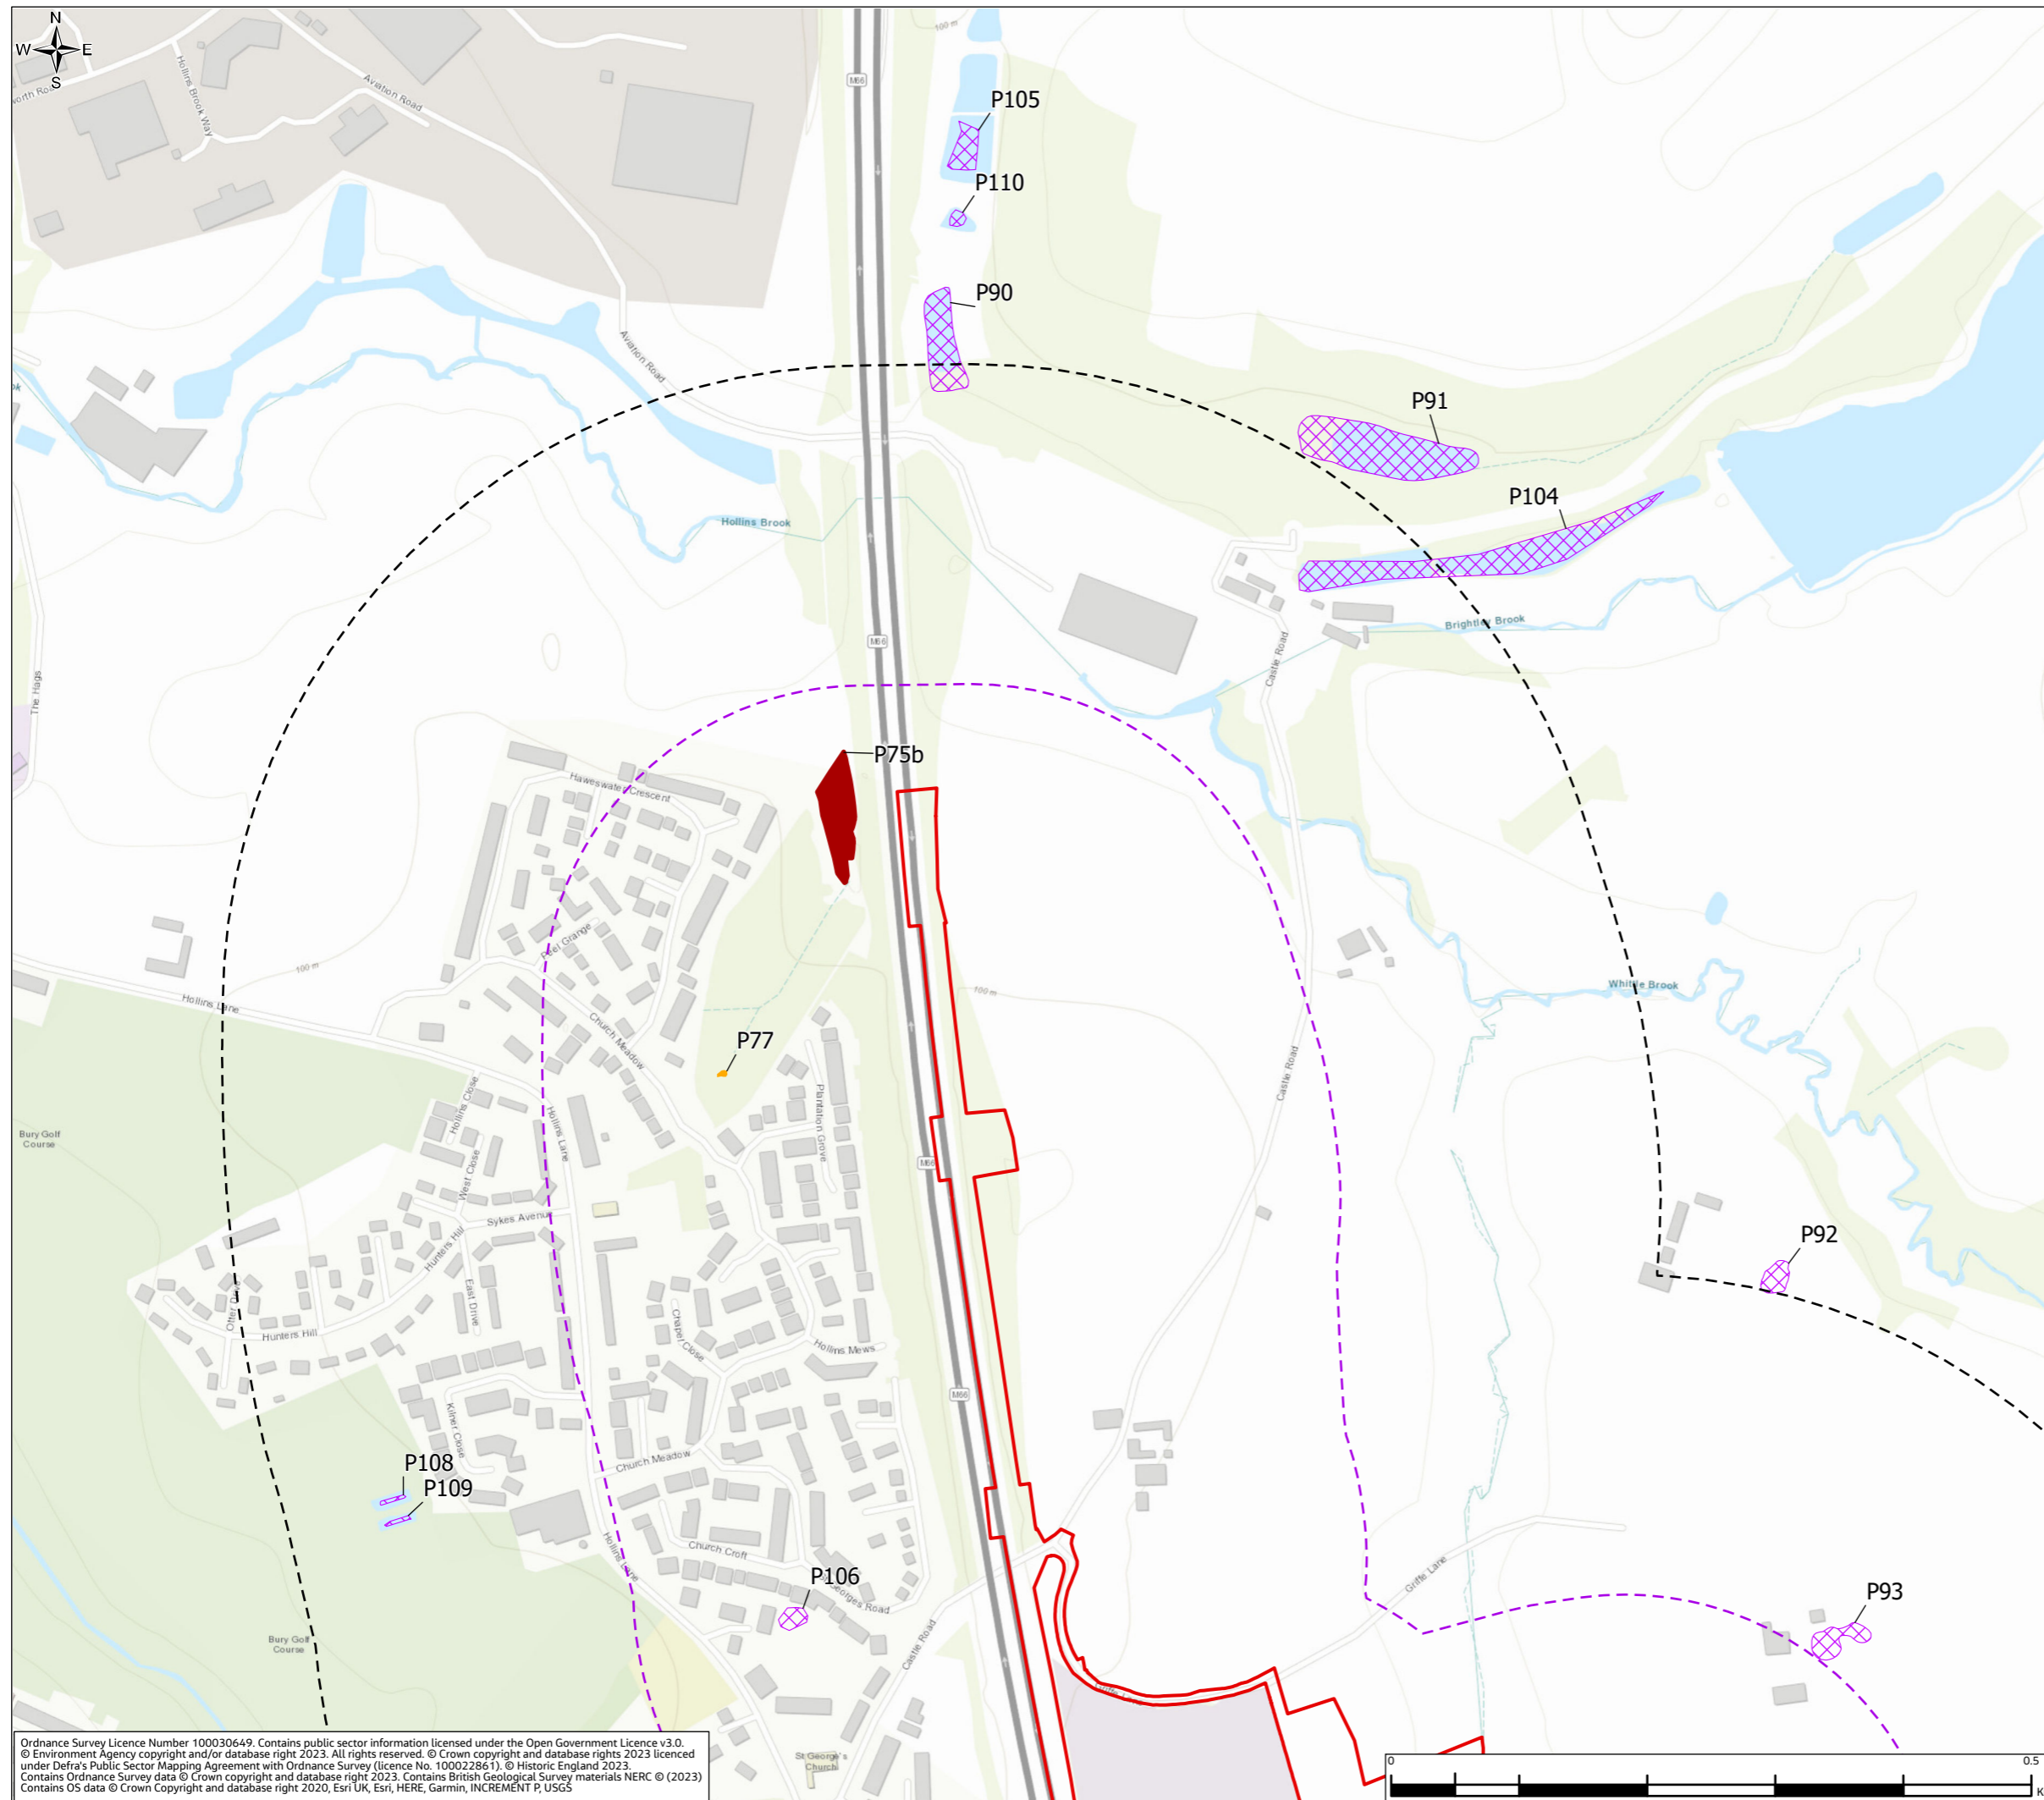 N
W E
S
100 m
Hollins Brook Way
Aviation Road
M66
P105
P110
P90
Aviation Road
P91
P104
Hollins Brook
Brightley Brook
Castle Road
M66
The Hags
P75b
Haweswater Crescent
Peel Grange
100 m
Hollins Lane
100 m
Whittle Brook
Church Meadow
P77
Castle Road
Plantation Grove
Hollins Close
Hollins Lane
Bury Golf
Course
M66
West Close
Sykes Avenue
Hunters Hill
P92
Otter Drive
East Drive
Hunters Hill
Chapel Close
Hollins Mews
M66
Kilner Close
Church Meadow
P108
P109
Church Croft
Hollins Lane
P106
Georges Road
Griffe Lane
P93
Castle Road
Bury Golf
Course
Griffe Lane
St George's
Church
Ordnance Survey Licence Number 100030649. Contains public sector information licensed under the Open Government Licence v3.0.
© Environment Agency copyright and/or database right 2023. All rights reserved. © Crown copyright and database rights 2023 licenced
under Defra's Public Sector Mapping Agreement with Ordnance Survey (licence No. 100022861). © Historic England 2023.
Contains Ordnance Survey data © Crown copyright and database right 2023. Contains British Geological Survey materials NERC © (2023)
Contains OS data © Crown Copyright and database right 2020, Esri UK, Esri, HERE, Garmin, INCREMENT P, USGS
0 0.5
K